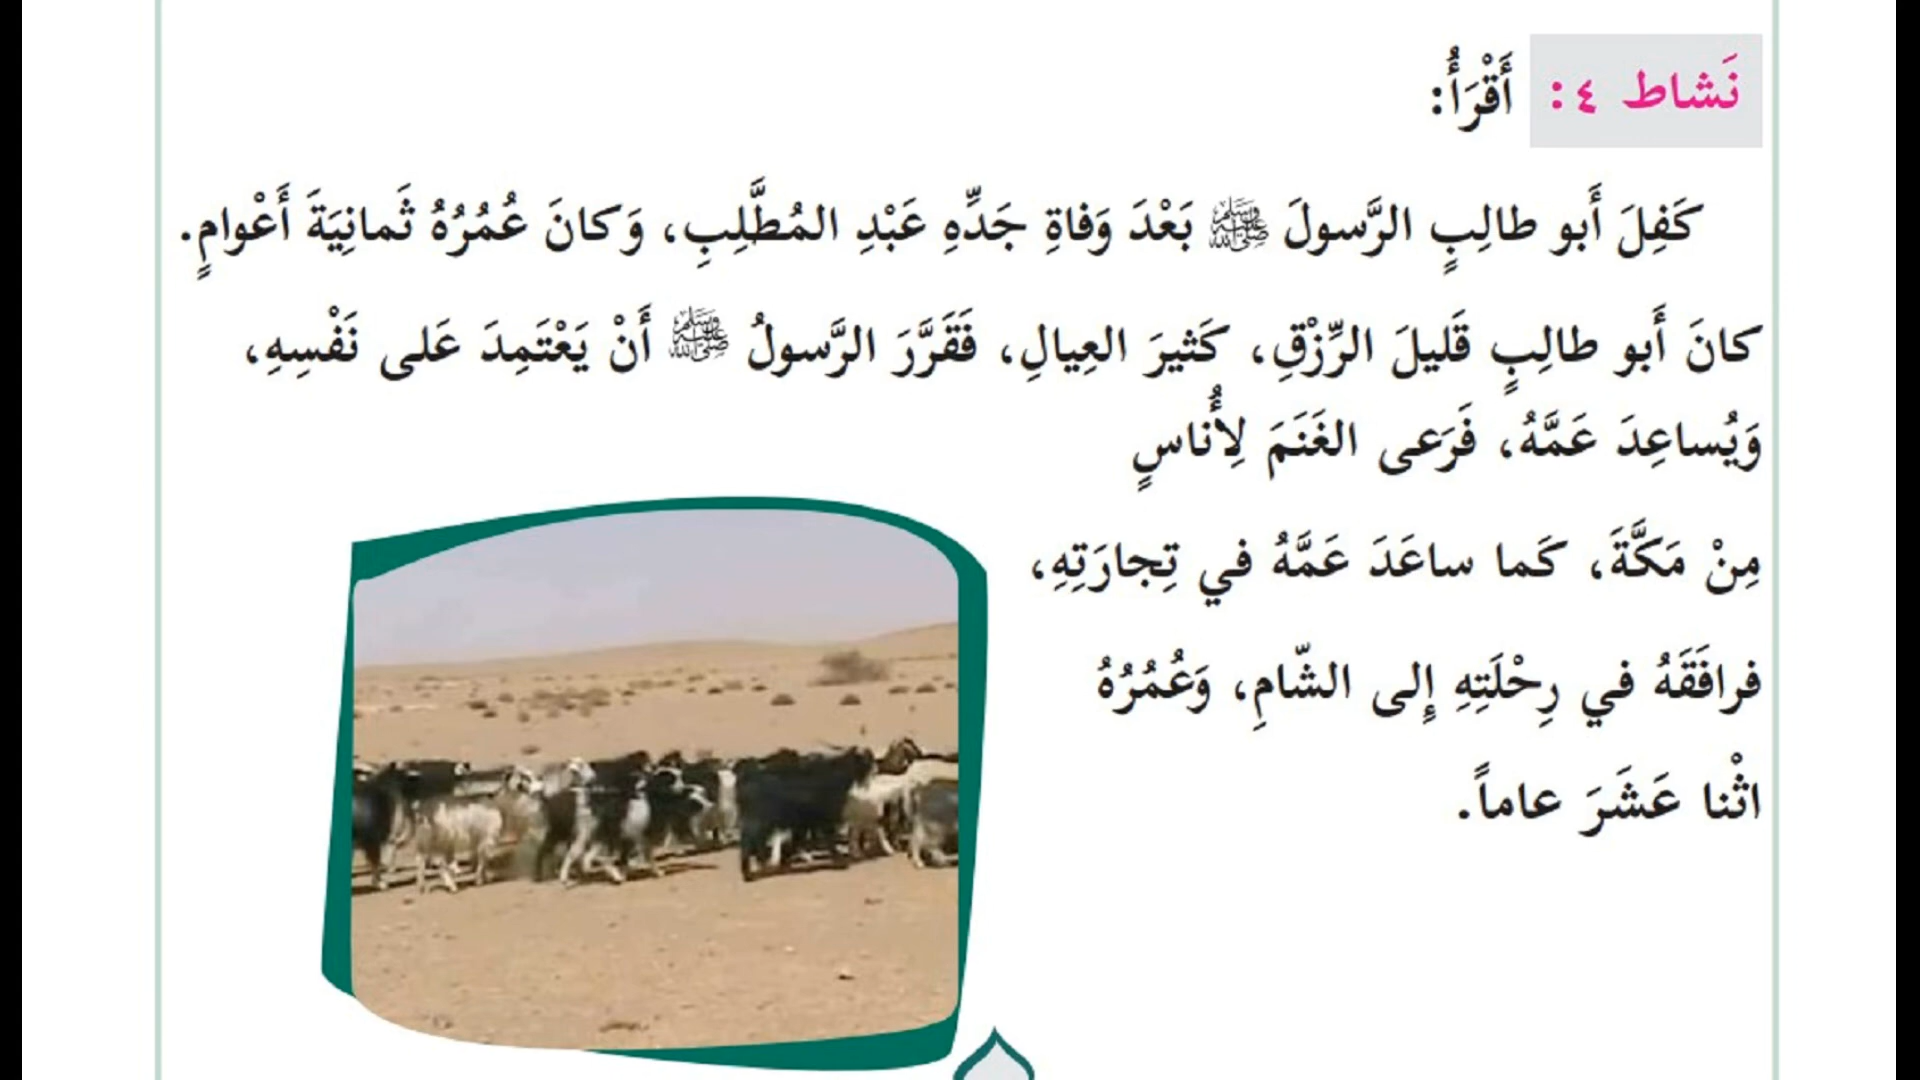 نَشاط ٤: أَقْرَأُ:
كَفِلَ أَبو طالِبٍ الرَّسولَ ﷺ بَعْدَ وَفاةِ جَدِّهِ عَبْدِ المُطَّلِبِ، وَكانَ عُمُرُهُ ثَمانِيَةَ أَعْوامٍ.
كانَ أَبو طالِبٍ قَليلَ الرِّزْقِ، كَثيرَ العِيالِ، فَقَرَّرَ الرَّسولُ ﷺ أَنْ يَعْتَمِدَ عَلى نَفْسِهِ،
وَيُساعِدَ عَمَّهُ، فَرَعى الغَنَمَ لِأُناسٍ
مِنْ مَكَّةَ، كَما ساعَدَ عَمَّهُ في تِجارَتِهِ،
فرافَقَهُ في رِحْلَتِهِ إِلى الشّامِ، وَعُمُرُهُ
اثْنا عَشَرَ عاماً.